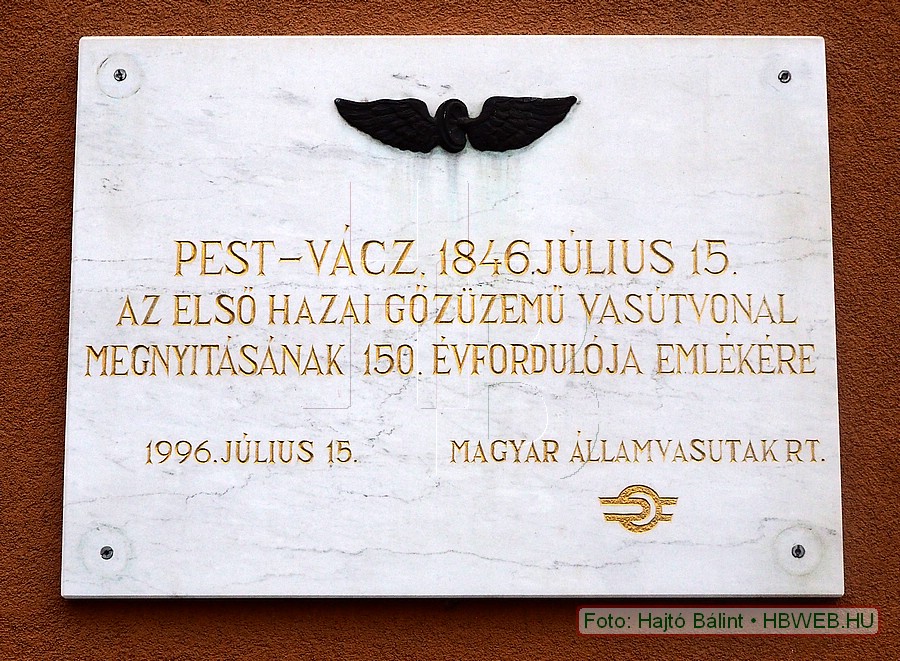 PEST–VÁCZ, 1846. JÚLIUS 15.
AZ ELSŐ HAZAI GŐZÜZEMŰ VASÚTVONAL
MEGNYITÁSÁNAK 150. ÉVFORDULÓJA EMLÉKÉRE
1996. JÚLIUS 15. MAGYAR ÁLLAMVASUTAK RT.
Foto: Hajtó Bálint • HBWEB.HU